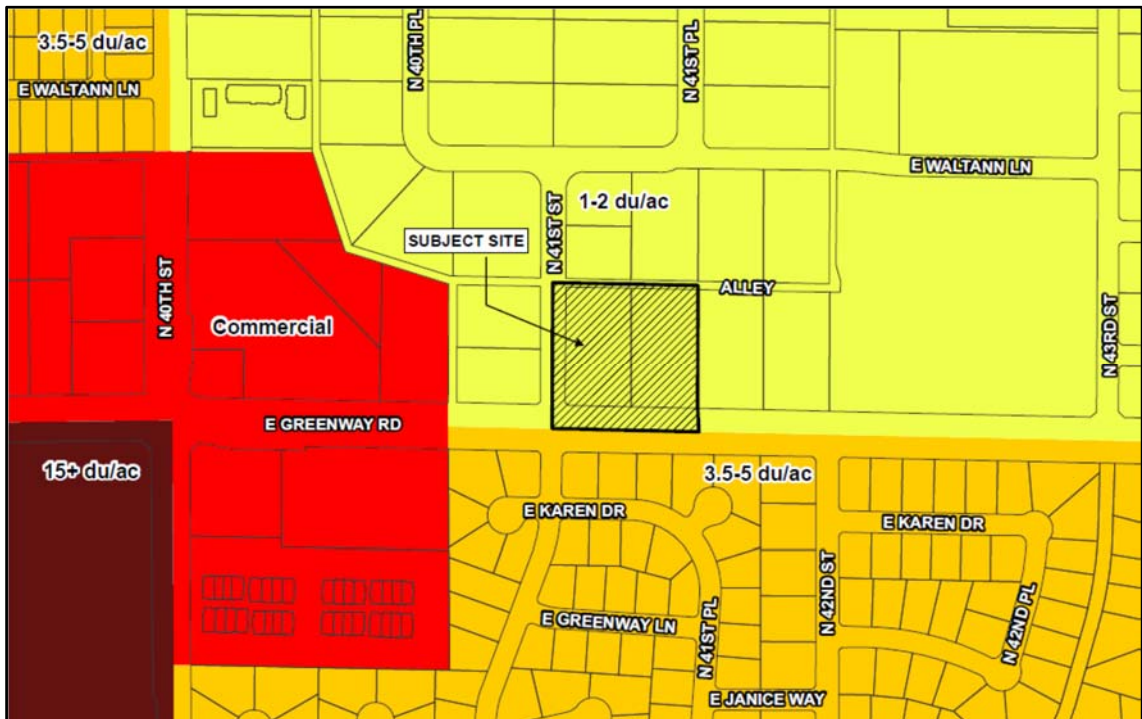 3.5-5 du/ac
N 40TH PL
N 41ST PL
E WALTANN LN
E WALTANN LN
1-2 du/ac
N 41ST ST
SUBJECT SITE
ALLEY
N 40TH ST
Commercial
N 43RD ST
E GREENWAY RD
15+ du/ac
3.5-5 du/ac
E KAREN DR
E KAREN DR
N 42ND ST
N 42ND PL
E GREENWAY LN
N 41ST PL
E JANICE WAY